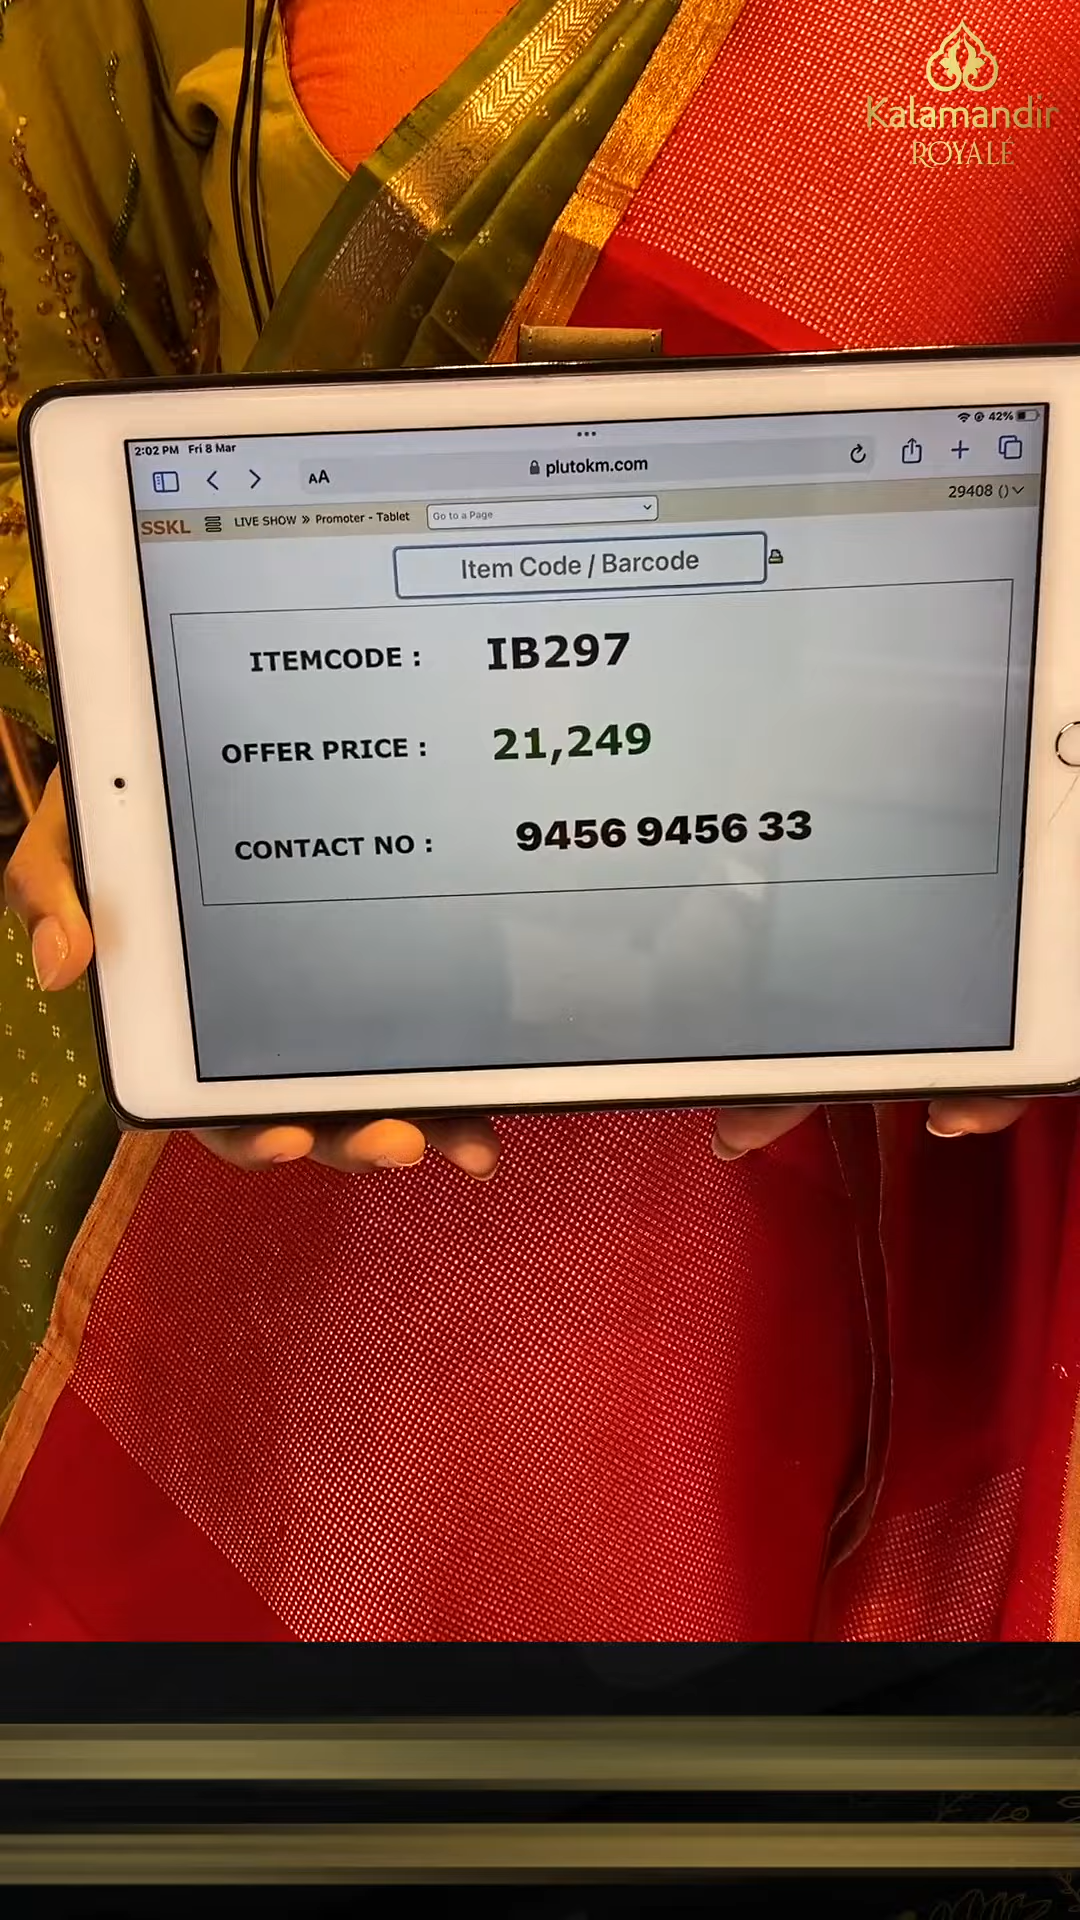 Kalamandir
ROYALE
2:02 PM Fri 8 Mar
42%
AA
plutokm.com
29408 ()
SSKL
LIVE SHOW » Promoter - Tablet
Go to a Page
Item Code / Barcode
ITEMCODE : IB297
OFFER PRICE : 21,249
CONTACT NO : 9456 9456 33